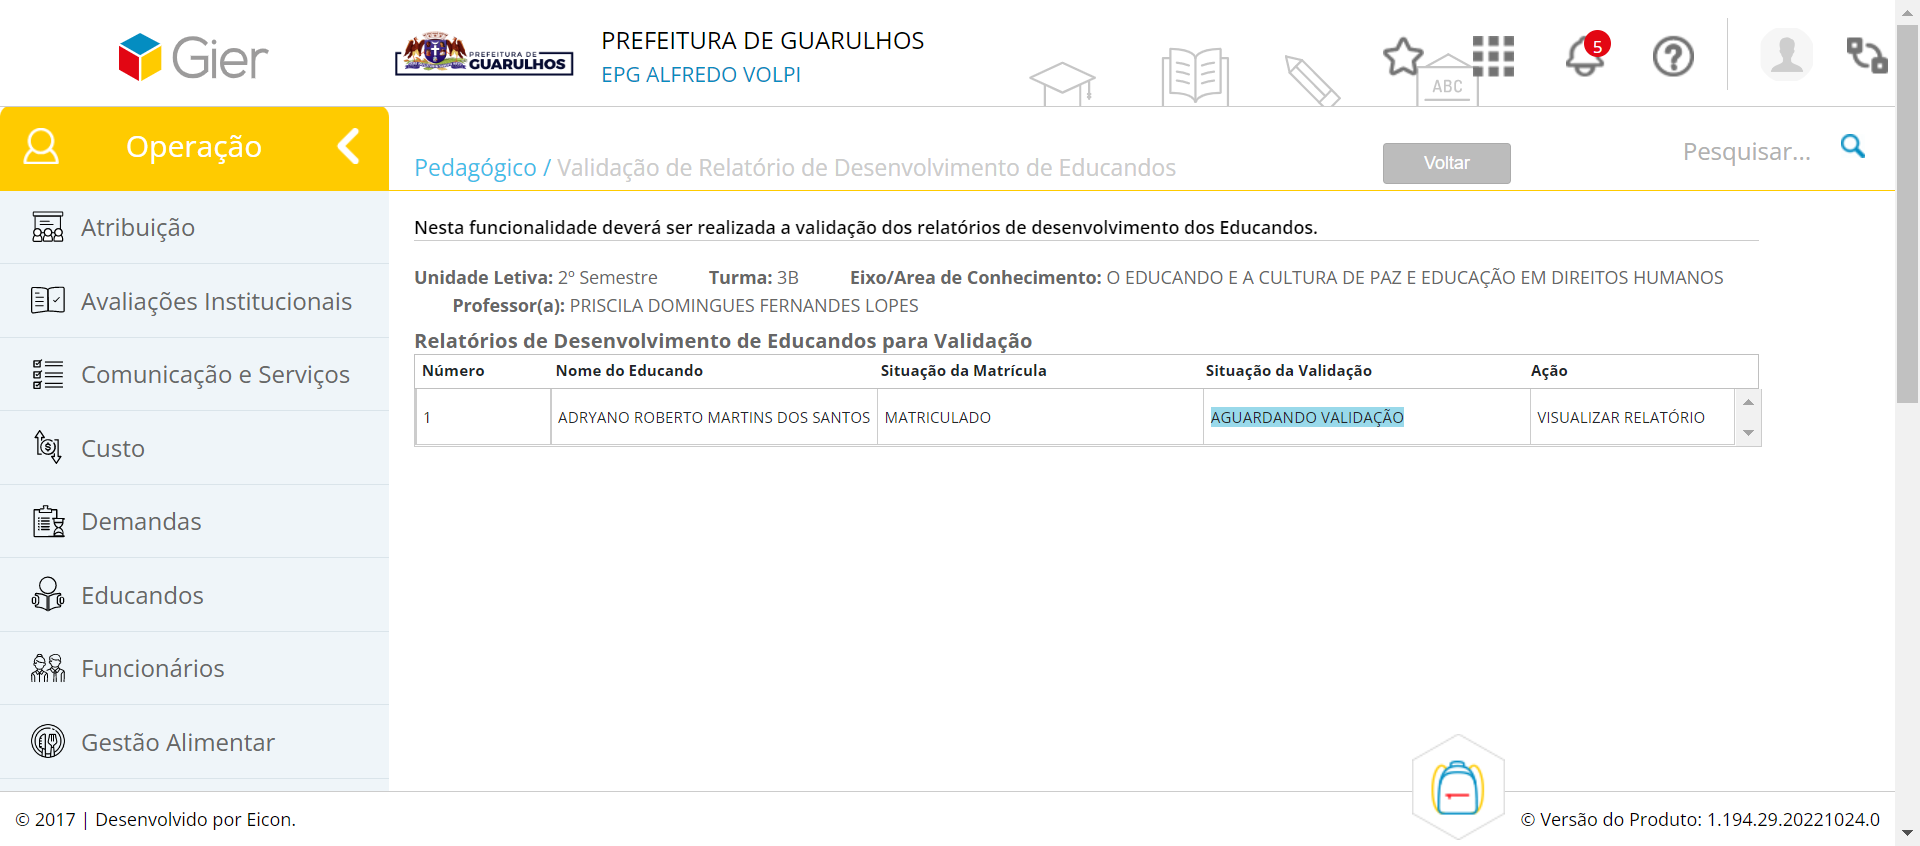 Gier
PREFEITURA DE
GUARULHOS
PREFEITURA DE GUARULHOS
EPG ALFREDO VOLPI
ABC
5
Operação
Pedagógico / Validação de Relatório de Desenvolvimento de Educandos
Voltar
Pesquisar...
Atribuição
Avaliações Institucionais
Comunicação e Serviços
Custo
Demandas
Educandos
Funcionários
Gestão Alimentar
Nesta funcionalidade deverá ser realizada a validação dos relatórios de desenvolvimento dos Educandos.
Unidade Letiva: 2º Semestre Turma: 3B Eixo/Area de Conhecimento: O EDUCANDO E A CULTURA DE PAZ E EDUCAÇÃO EM DIREITOS HUMANOS
Professor(a): PRISCILA DOMINGUES FERNANDES LOPES
Relatórios de Desenvolvimento de Educandos para Validação
Número Nome do Educando Situação da Matrícula Situação da Validação Ação
1 ADRYANO ROBERTO MARTINS DOS SANTOS MATRICULADO AGUARDANDO VALIDAÇÃO VISUALIZAR RELATÓRIO
© 2017 | Desenvolvido por Eicon.
© Versão do Produto: 1.194.29.20221024.0